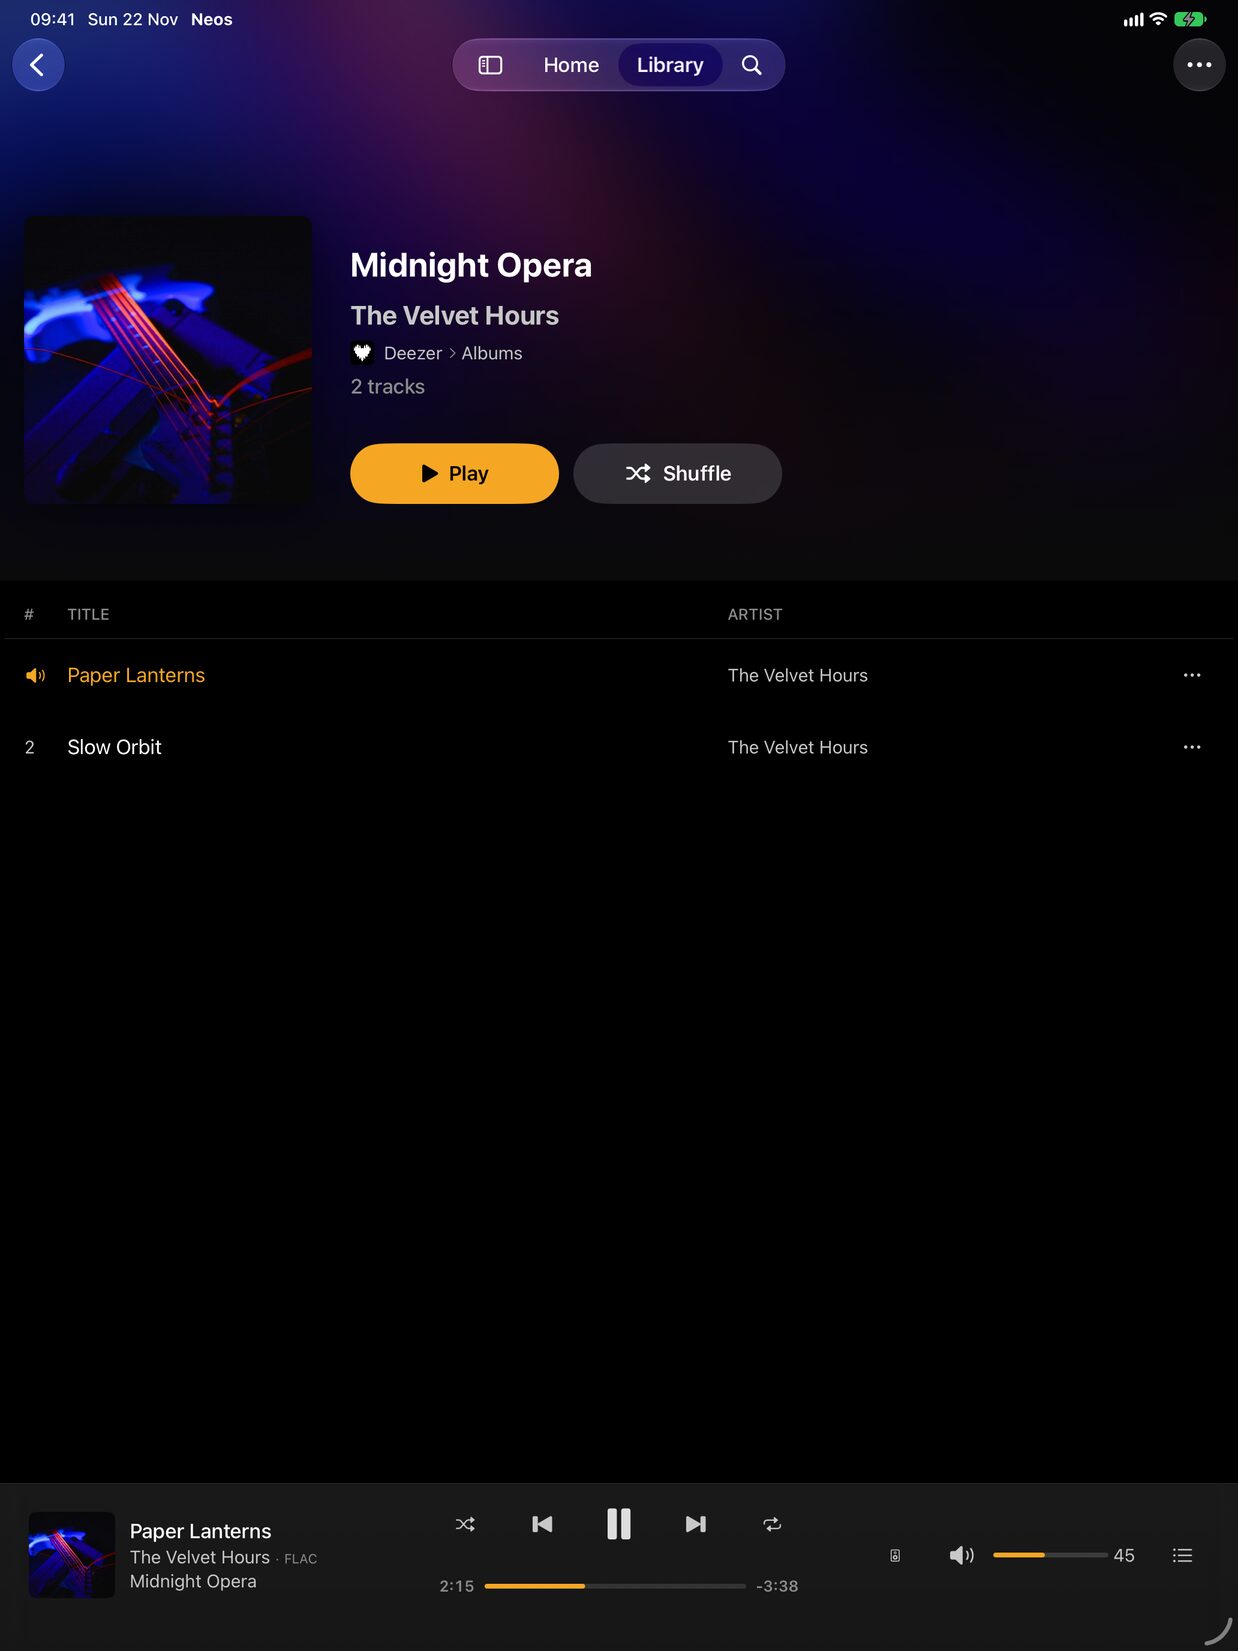 09:41 Sun 22 Nov Neos
Home Library
Midnight Opera
The Velvet Hours
Deezer > Albums
2 tracks
Play Shuffle
# TITLE ARTIST
Paper Lanterns The Velvet Hours
2 Slow Orbit The Velvet Hours
Paper Lanterns
The Velvet Hours · FLAC
Midnight Opera
2:15 -3:38
45